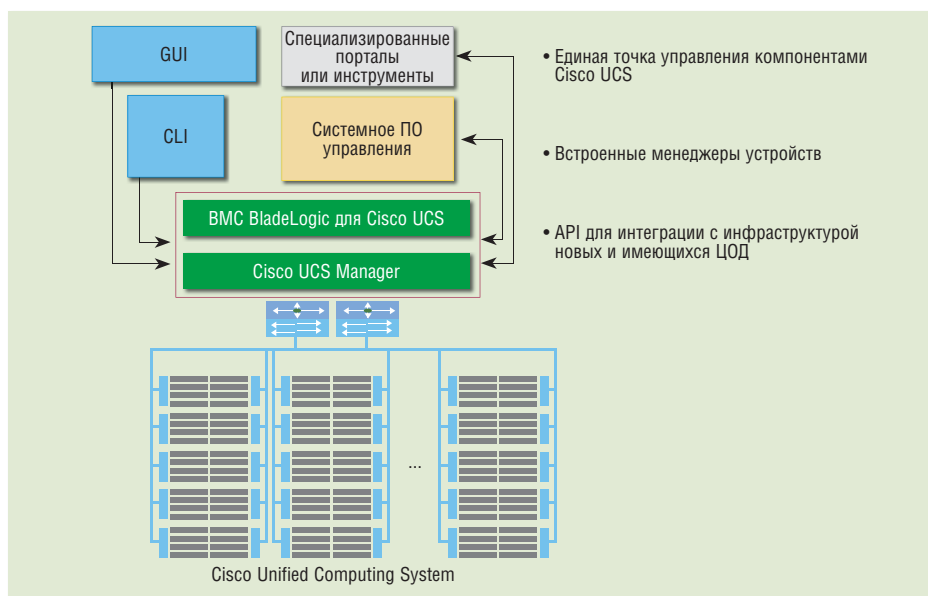 GUI
Специализированные
порталы
или инструменты
CLI
Системное ПО
управления
BMC BladeLogic для Cisco UCS
Cisco UCS Manager
• Единая точка управления компонентами
Cisco UCS
• Встроенные менеджеры устройств
• API для интеграции с инфраструктурой
новых и имеющихся ЦОД
...
Cisco Unified Computing System